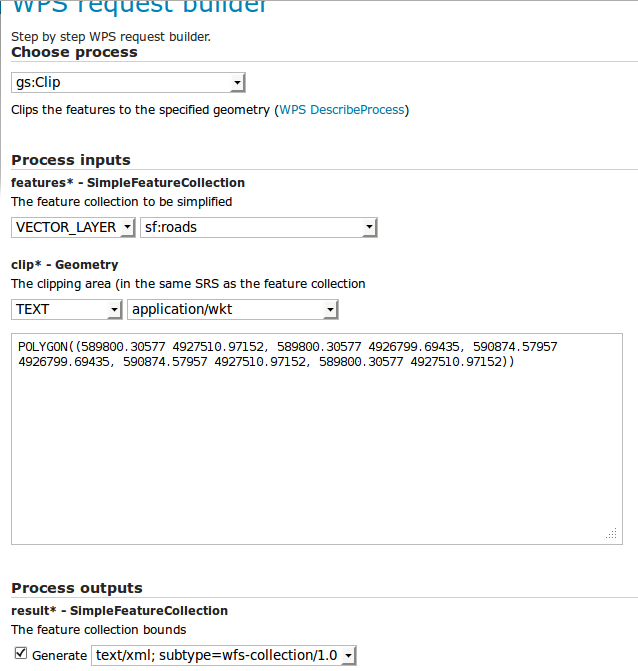 WPS request builder
Step by step WPS request builder.
Choose process
gs:Clip
Clips the features to the specified geometry (WPS DescribeProcess)
Process inputs
features* - SimpleFeatureCollection
The feature collection to be simplified
VECTOR_LAYER sf:roads
clip* - Geometry
The clipping area (in the same SRS as the feature collection
TEXT application/wkt
POLYGON((589800.30577 4927510.97152, 589800.30577 4926799.69435, 590874.57957
4926799.69435, 590874.57957 4927510.97152, 589800.30577 4927510.97152))
Process outputs
result* - SimpleFeatureCollection
The feature collection bounds
Generate text/xml; subtype=wfs-collection/1.0